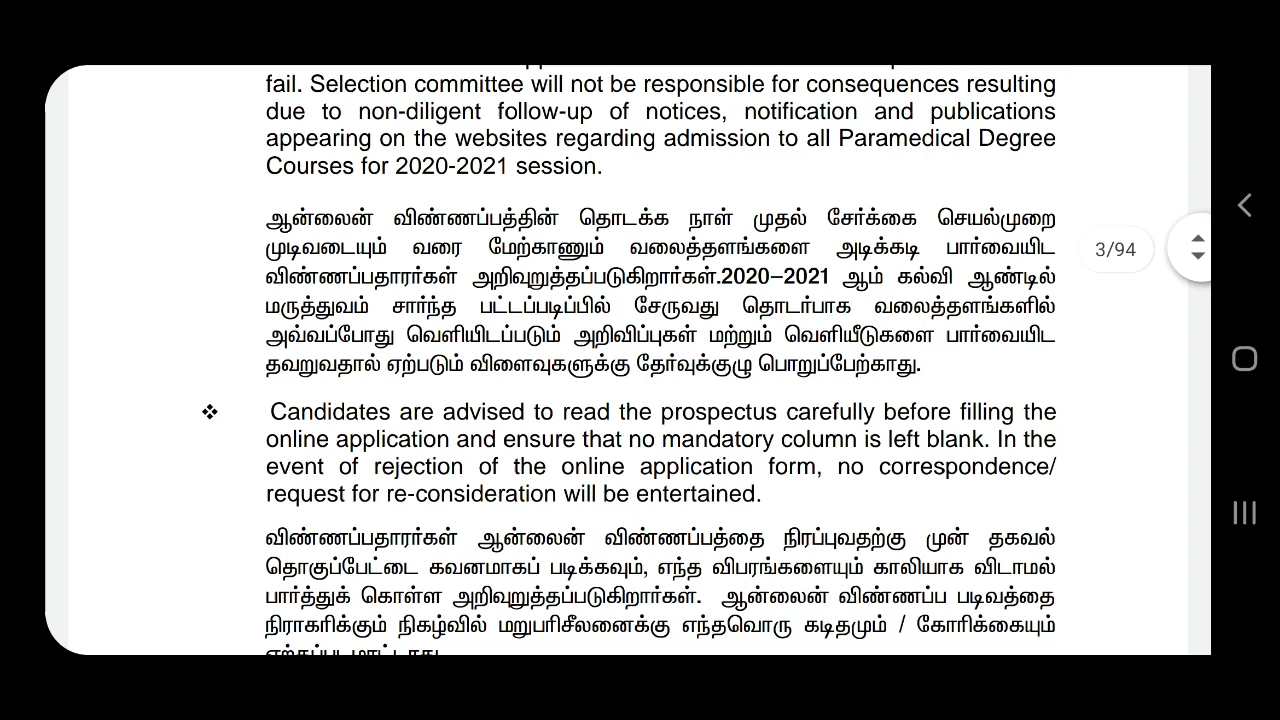 fail. Selection committee will not be responsible for consequences resulting
due to non-diligent follow-up of notices, notification and publications
appearing on the websites regarding admission to all Paramedical Degree
Courses for 2020-2021 session.
ஆன்லைன் விண்ணப்பத்தின் தொடக்க நாள் முதல் சேர்க்கை செயல்முறை
முடிவடையும் வரை மேற்காணும் வலைத்தளங்களை அடிக்கடி பார்வையிட
விண்ணப்பதாரர்கள் அறிவுறுத்தப்படுகிறார்கள்.2020–2021 ஆம் கல்வி ஆண்டில்
மருத்துவம் சார்ந்த பட்டப்படிப்பில் சேருவது தொடர்பாக வலைத்தளங்களில்
அவ்வப்போது வெளியிடப்படும் அறிவிப்புகள் மற்றும் வெளியீடுகளை பார்வையிட
தவறுவதால் ஏற்படும் விளைவுகளுக்கு தேர்வுக்குழு பொறுப்பேற்காது.
3/94
❖ Candidates are advised to read the prospectus carefully before filling the
online application and ensure that no mandatory column is left blank. In the
event of rejection of the online application form, no correspondence/
request for re-consideration will be entertained.
விண்ணப்பதாரர்கள் ஆன்லைன் விண்ணப்பத்தை நிரப்புவதற்கு முன் தகவல்
தொகுப்பேட்டை கவனமாகப் படிக்கவும், எந்த விபரங்களையும் காலியாக விடாமல்
பார்த்துக் கொள்ள அறிவுறுத்தப்படுகிறார்கள். ஆன்லைன் விண்ணப்ப படிவத்தை
நிராகரிக்கும் நிகழ்வில் மறுபரிசீலனைக்கு எந்தவொரு கடிதமும் / கோரிக்கையும்